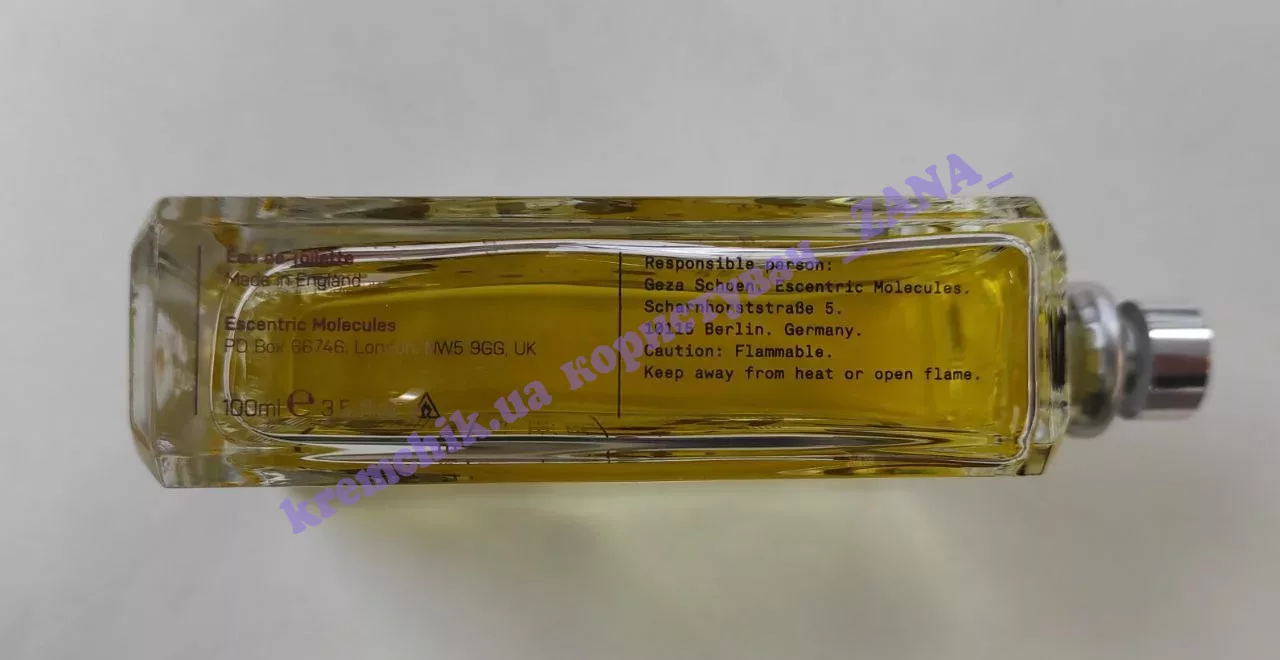 Eau de Toilette
Made in England
Escentric Molecules
PO Box 66746, London, NW5 9GG, UK
100ml ℮ 3.5
Responsible person:
Geza Schoen. Escentric Molecules.
Scharnhorststraße 5.
10115 Berlin. Germany.
Caution: Flammable.
Keep away from heat or open flame.
kremchik.ua користувач _ZANA_